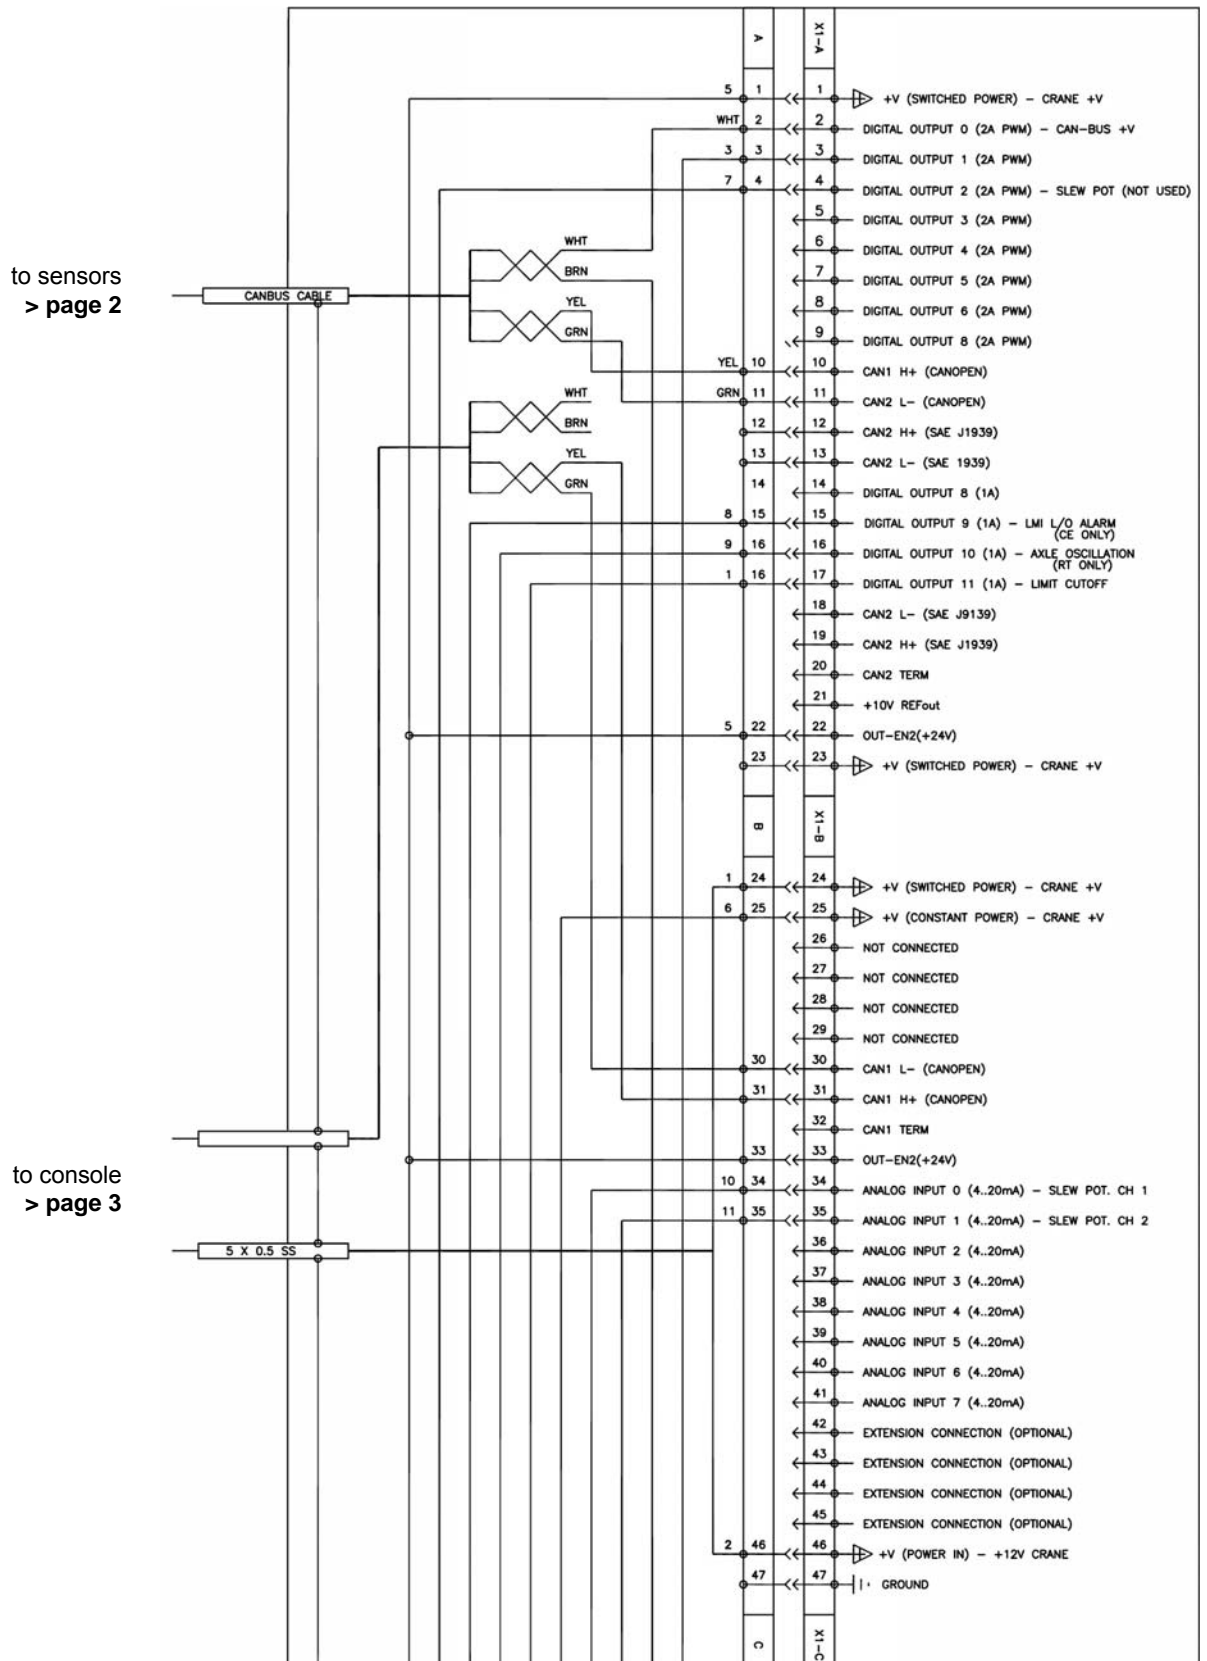 A X1-A
5 1 1 +V (SWITCHED POWER) - CRANE +V
WHT 2 2 DIGITAL OUTPUT 0 (2A PWM) - CAN-BUS +V
3 3 3 DIGITAL OUTPUT 1 (2A PWM)
7 4 4 DIGITAL OUTPUT 2 (2A PWM) - SLEW POT (NOT USED)
5 DIGITAL OUTPUT 3 (2A PWM)
WHT 6 DIGITAL OUTPUT 4 (2A PWM)
to sensors
> page 2
CANBUS CABLE
BRN 7 DIGITAL OUTPUT 5 (2A PWM)
YEL 8 DIGITAL OUTPUT 6 (2A PWM)
GRN 9 DIGITAL OUTPUT 8 (2A PWM)
YEL 10 10 CAN1 H+ (CANOPEN)
WHT GRN 11 11 CAN2 L- (CANOPEN)
BRN 12 12 CAN2 H+ (SAE J1939)
YEL 13 13 CAN2 L- (SAE 1939)
GRN 14 14 DIGITAL OUTPUT 8 (1A)
8 15 15 DIGITAL OUTPUT 9 (1A) - LMI L/O ALARM
(CE ONLY)
9 16 16 DIGITAL OUTPUT 10 (1A) - AXLE OSCILLATION
(RT ONLY)
1 16 17 DIGITAL OUTPUT 11 (1A) - LIMIT CUTOFF
18 CAN2 L- (SAE J9139)
19 CAN2 H+ (SAE J1939)
20 CAN2 TERM
21 +10V REFout
5 22 22 OUT-EN2(+24V)
23 23 +V (SWITCHED POWER) - CRANE +V
B X1-B
1 24 24 +V (SWITCHED POWER) - CRANE +V
6 25 25 +V (CONSTANT POWER) - CRANE +V
26 NOT CONNECTED
27 NOT CONNECTED
28 NOT CONNECTED
29 NOT CONNECTED
30 30 CAN1 L- (CANOPEN)
31 31 CAN1 H+ (CANOPEN)
32 CAN1 TERM
33 33 OUT-EN2(+24V)
to console
> page 3
10 34 34 ANALOG INPUT 0 (4..20mA) - SLEW POT. CH 1
11 35 35 ANALOG INPUT 1 (4..20mA) - SLEW POT. CH 2
5 X 0.5 SS 36 ANALOG INPUT 2 (4..20mA)
37 ANALOG INPUT 3 (4..20mA)
38 ANALOG INPUT 4 (4..20mA)
39 ANALOG INPUT 5 (4..20mA)
40 ANALOG INPUT 6 (4..20mA)
41 ANALOG INPUT 7 (4..20mA)
42 EXTENSION CONNECTION (OPTIONAL)
43 EXTENSION CONNECTION (OPTIONAL)
44 EXTENSION CONNECTION (OPTIONAL)
45 EXTENSION CONNECTION (OPTIONAL)
2 46 46 +V (POWER IN) - +12V CRANE
47 47 GROUND
C X1-C